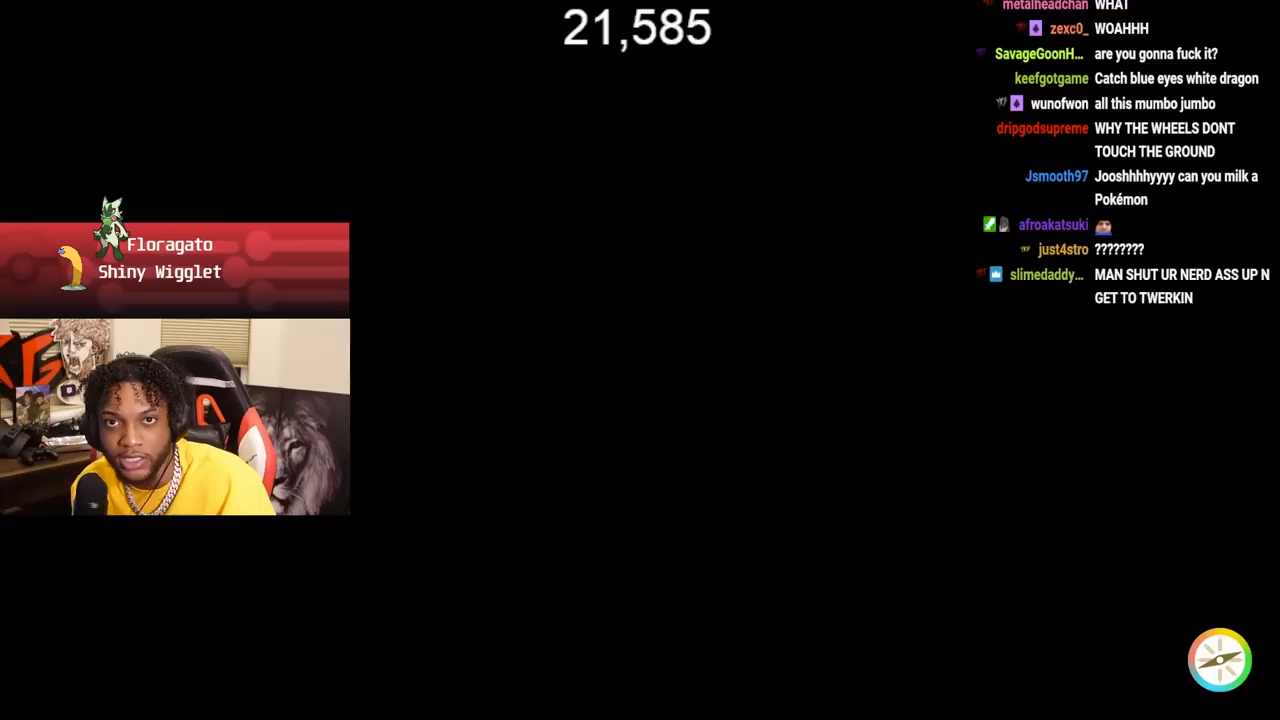 21,585
metalheadchan WHAT
zexc0_ WOAHHH
SavageGoonH... are you gonna fuck it?
keefgotgame Catch blue eyes white dragon
wunofwon all this mumbo jumbo
dripgodsupreme WHY THE WHEELS DONT
TOUCH THE GROUND
Jsmooth97 Jooshhhhyyyy can you milk a
Pokémon
afroakatsuki
just4stro ????????
slimedaddy... MAN SHUT UR NERD ASS UP N
GET TO TWERKIN
Floragato
Shiny Wigglet
KG